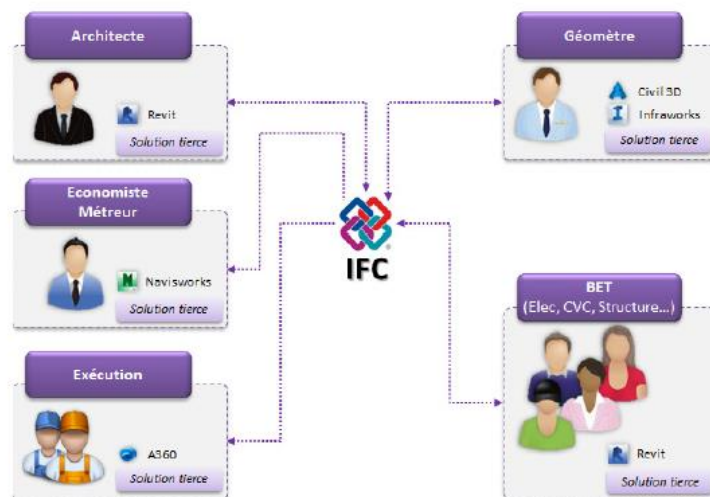 Architecte
Revit
Solution tierce
Economiste
Métreur
Navisworks
Solution tierce
Exécution
A360
Solution tierce
IFC
Géomètre
Civil 3D
Infraworks
Solution tierce
BET
(Elec, CVC, Structure...)
Revit
Solution tierce